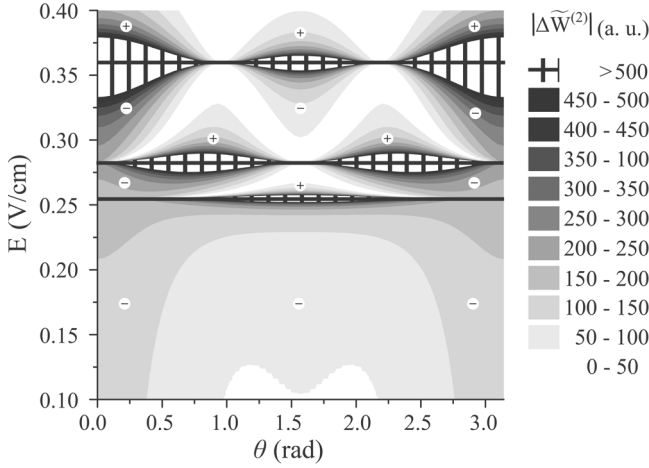 |ΔW̃⁽²⁾| (a. u.)
>500
450 - 500
400 - 450
350 - 100
300 - 350
250 - 300
200 - 250
150 - 200
100 - 150
50 - 100
0 - 50
E (V/cm)
0.40
0.35
0.30
0.25
0.20
0.15
0.10
+ + +
− − −
+ +
− + −
− − −
0.0 0.5 1.0 1.5 2.0 2.5 3.0
θ (rad)